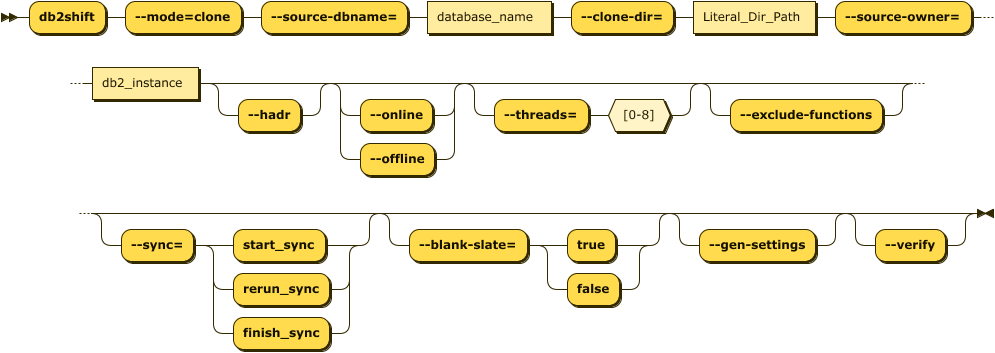 db2shift --mode=clone --source-dbname= database_name --clone-dir= Literal_Dir_Path --source-owner=
db2_instance
--hadr --online --threads= [0-8] --exclude-functions
--offline
--sync= start_sync --blank-slate= true --gen-settings --verify
rerun_sync false
finish_sync